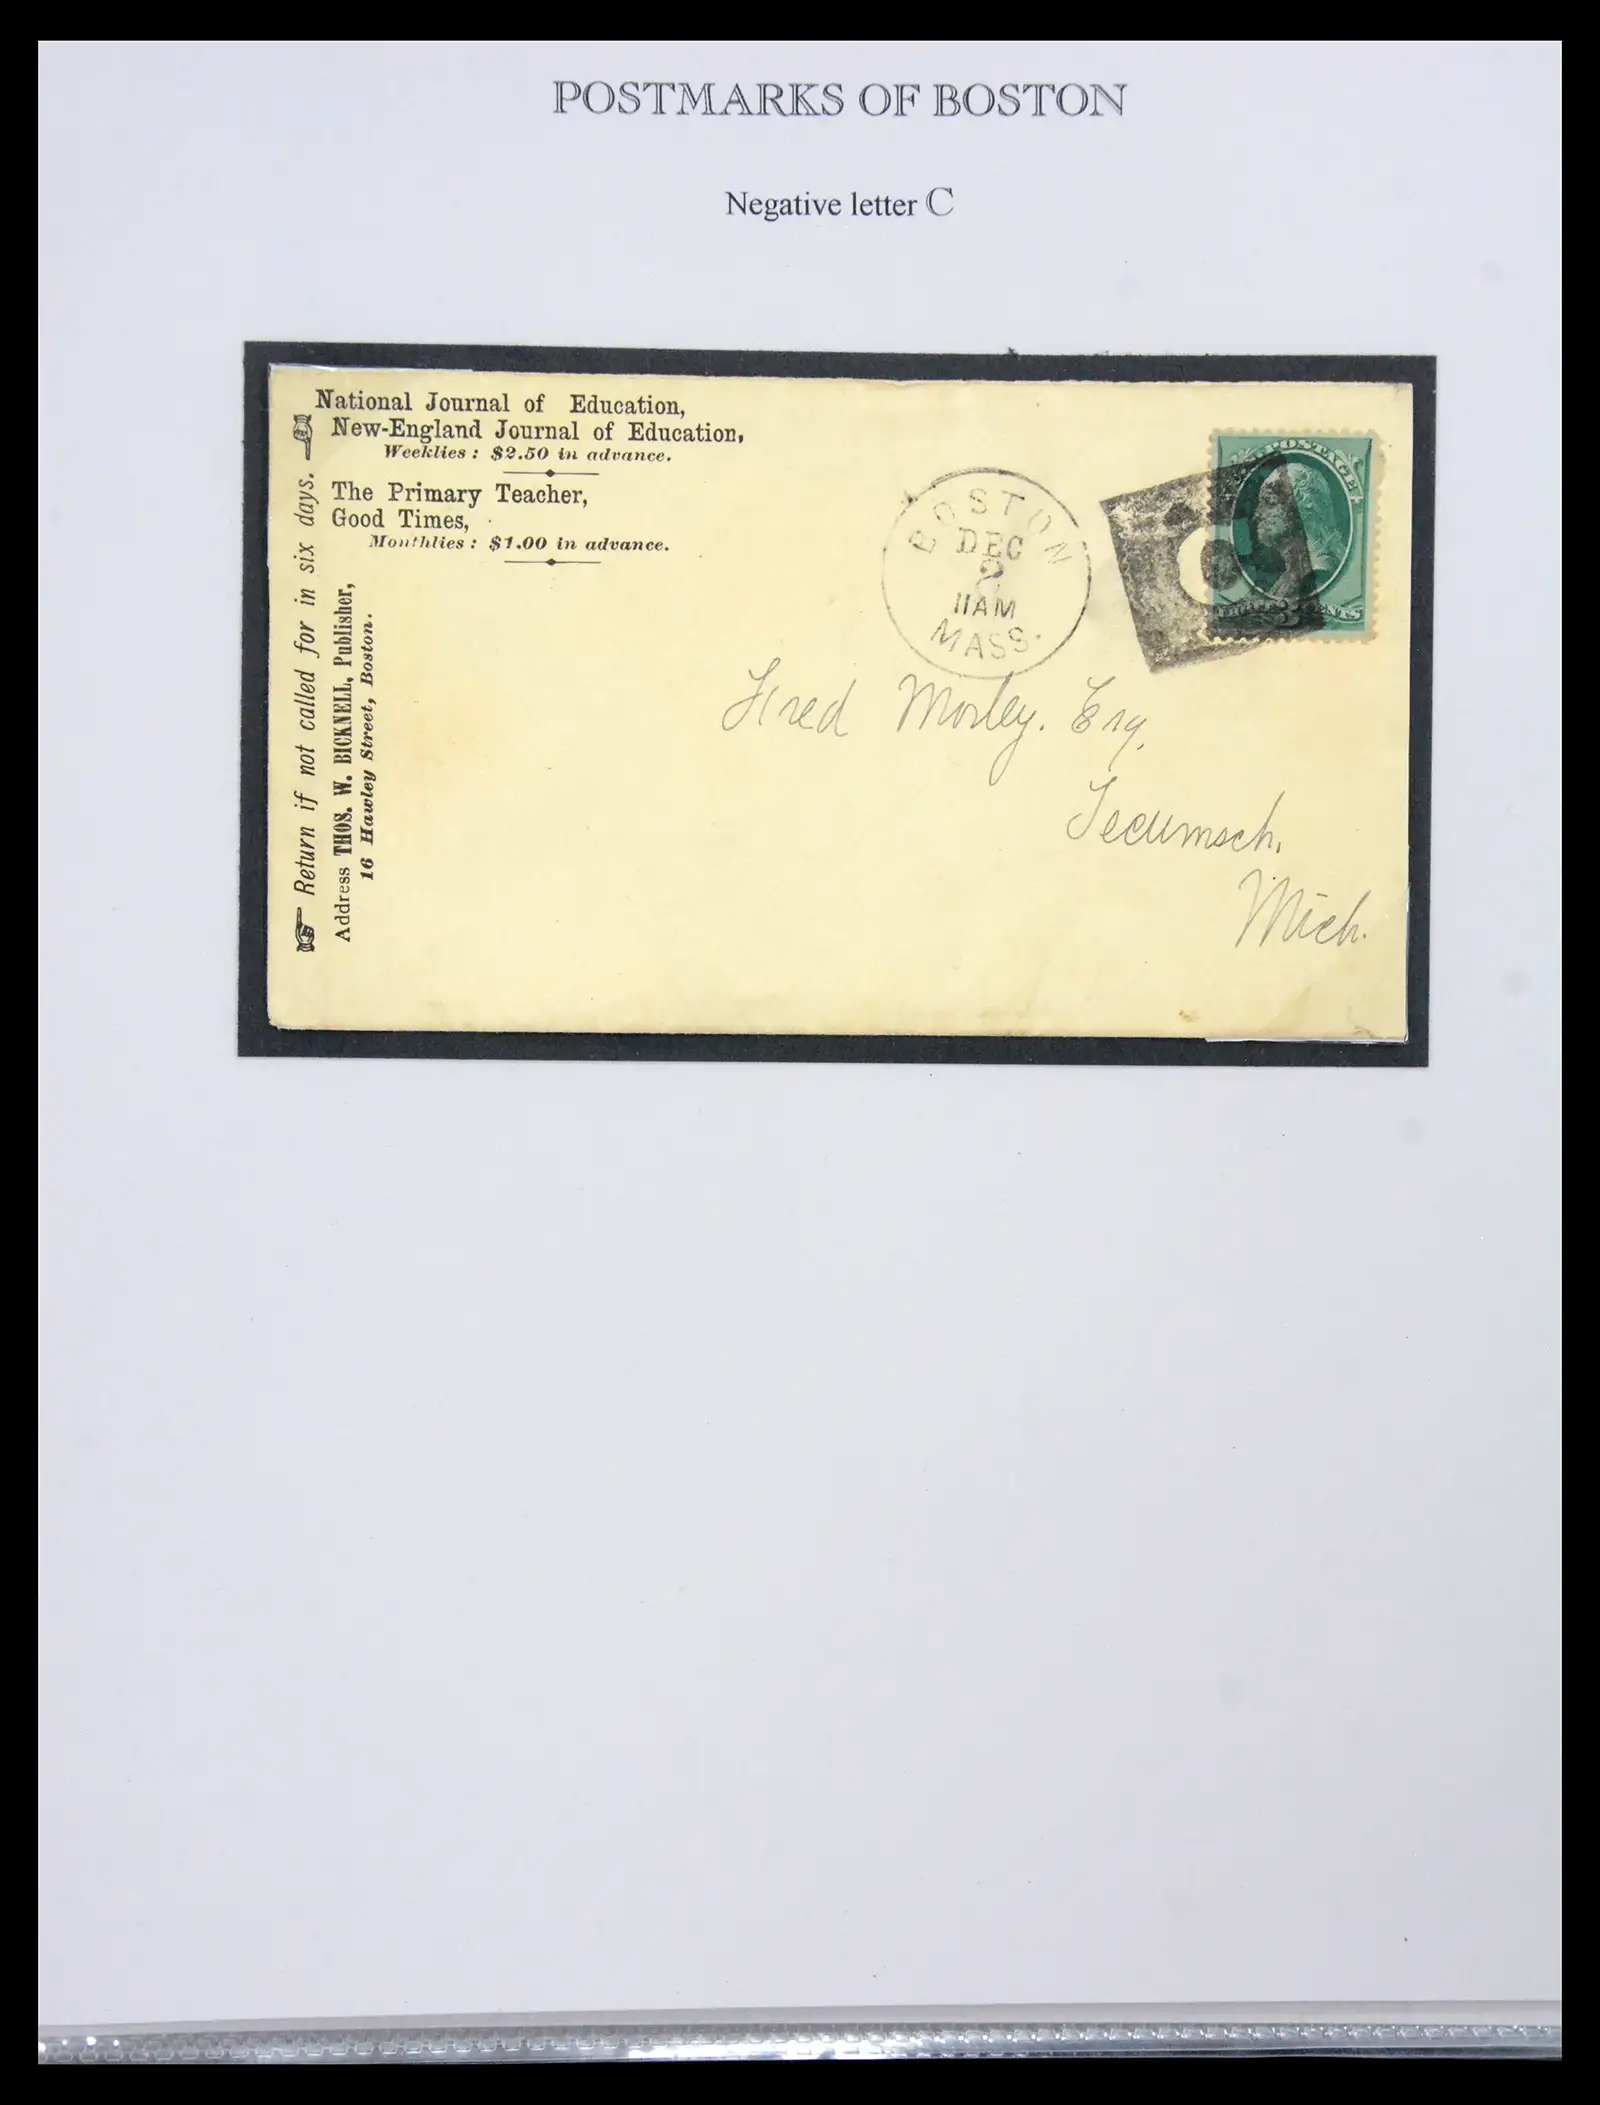 POSTMARKS OF BOSTON
Negative letter C
National Journal of Education,
New-England Journal of Education,
Weeklies : $2.50 in advance.
The Primary Teacher,
Good Times,
Monthlies : $1.00 in advance.
Return if not called for in six days.
Address THOS. W. BICKNELL, Publisher,
16 Hawley Street, Boston.
BOSTON
DEC
2
11AM
MASS.
POSTAGE
3 CENTS
Fred Morley. Esq.
Tecumseh.
Mich.